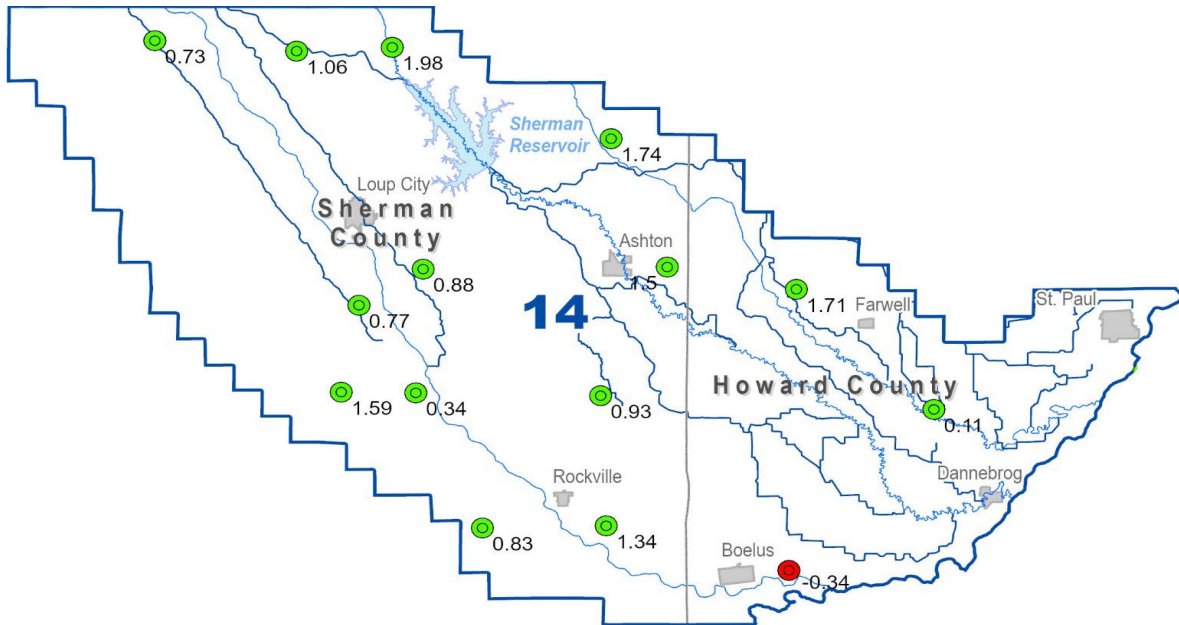 0.73
1.06
1.98
Sherman
Reservoir
1.74
Loup City
Sherman
County
Ashton
1.5
0.88
0.77
14
1.71
Farwell
St. Paul
1.59
0.34
0.93
Howard County
0.11
Rockville
Dannebrog
0.83
1.34
Boelus
-0.34